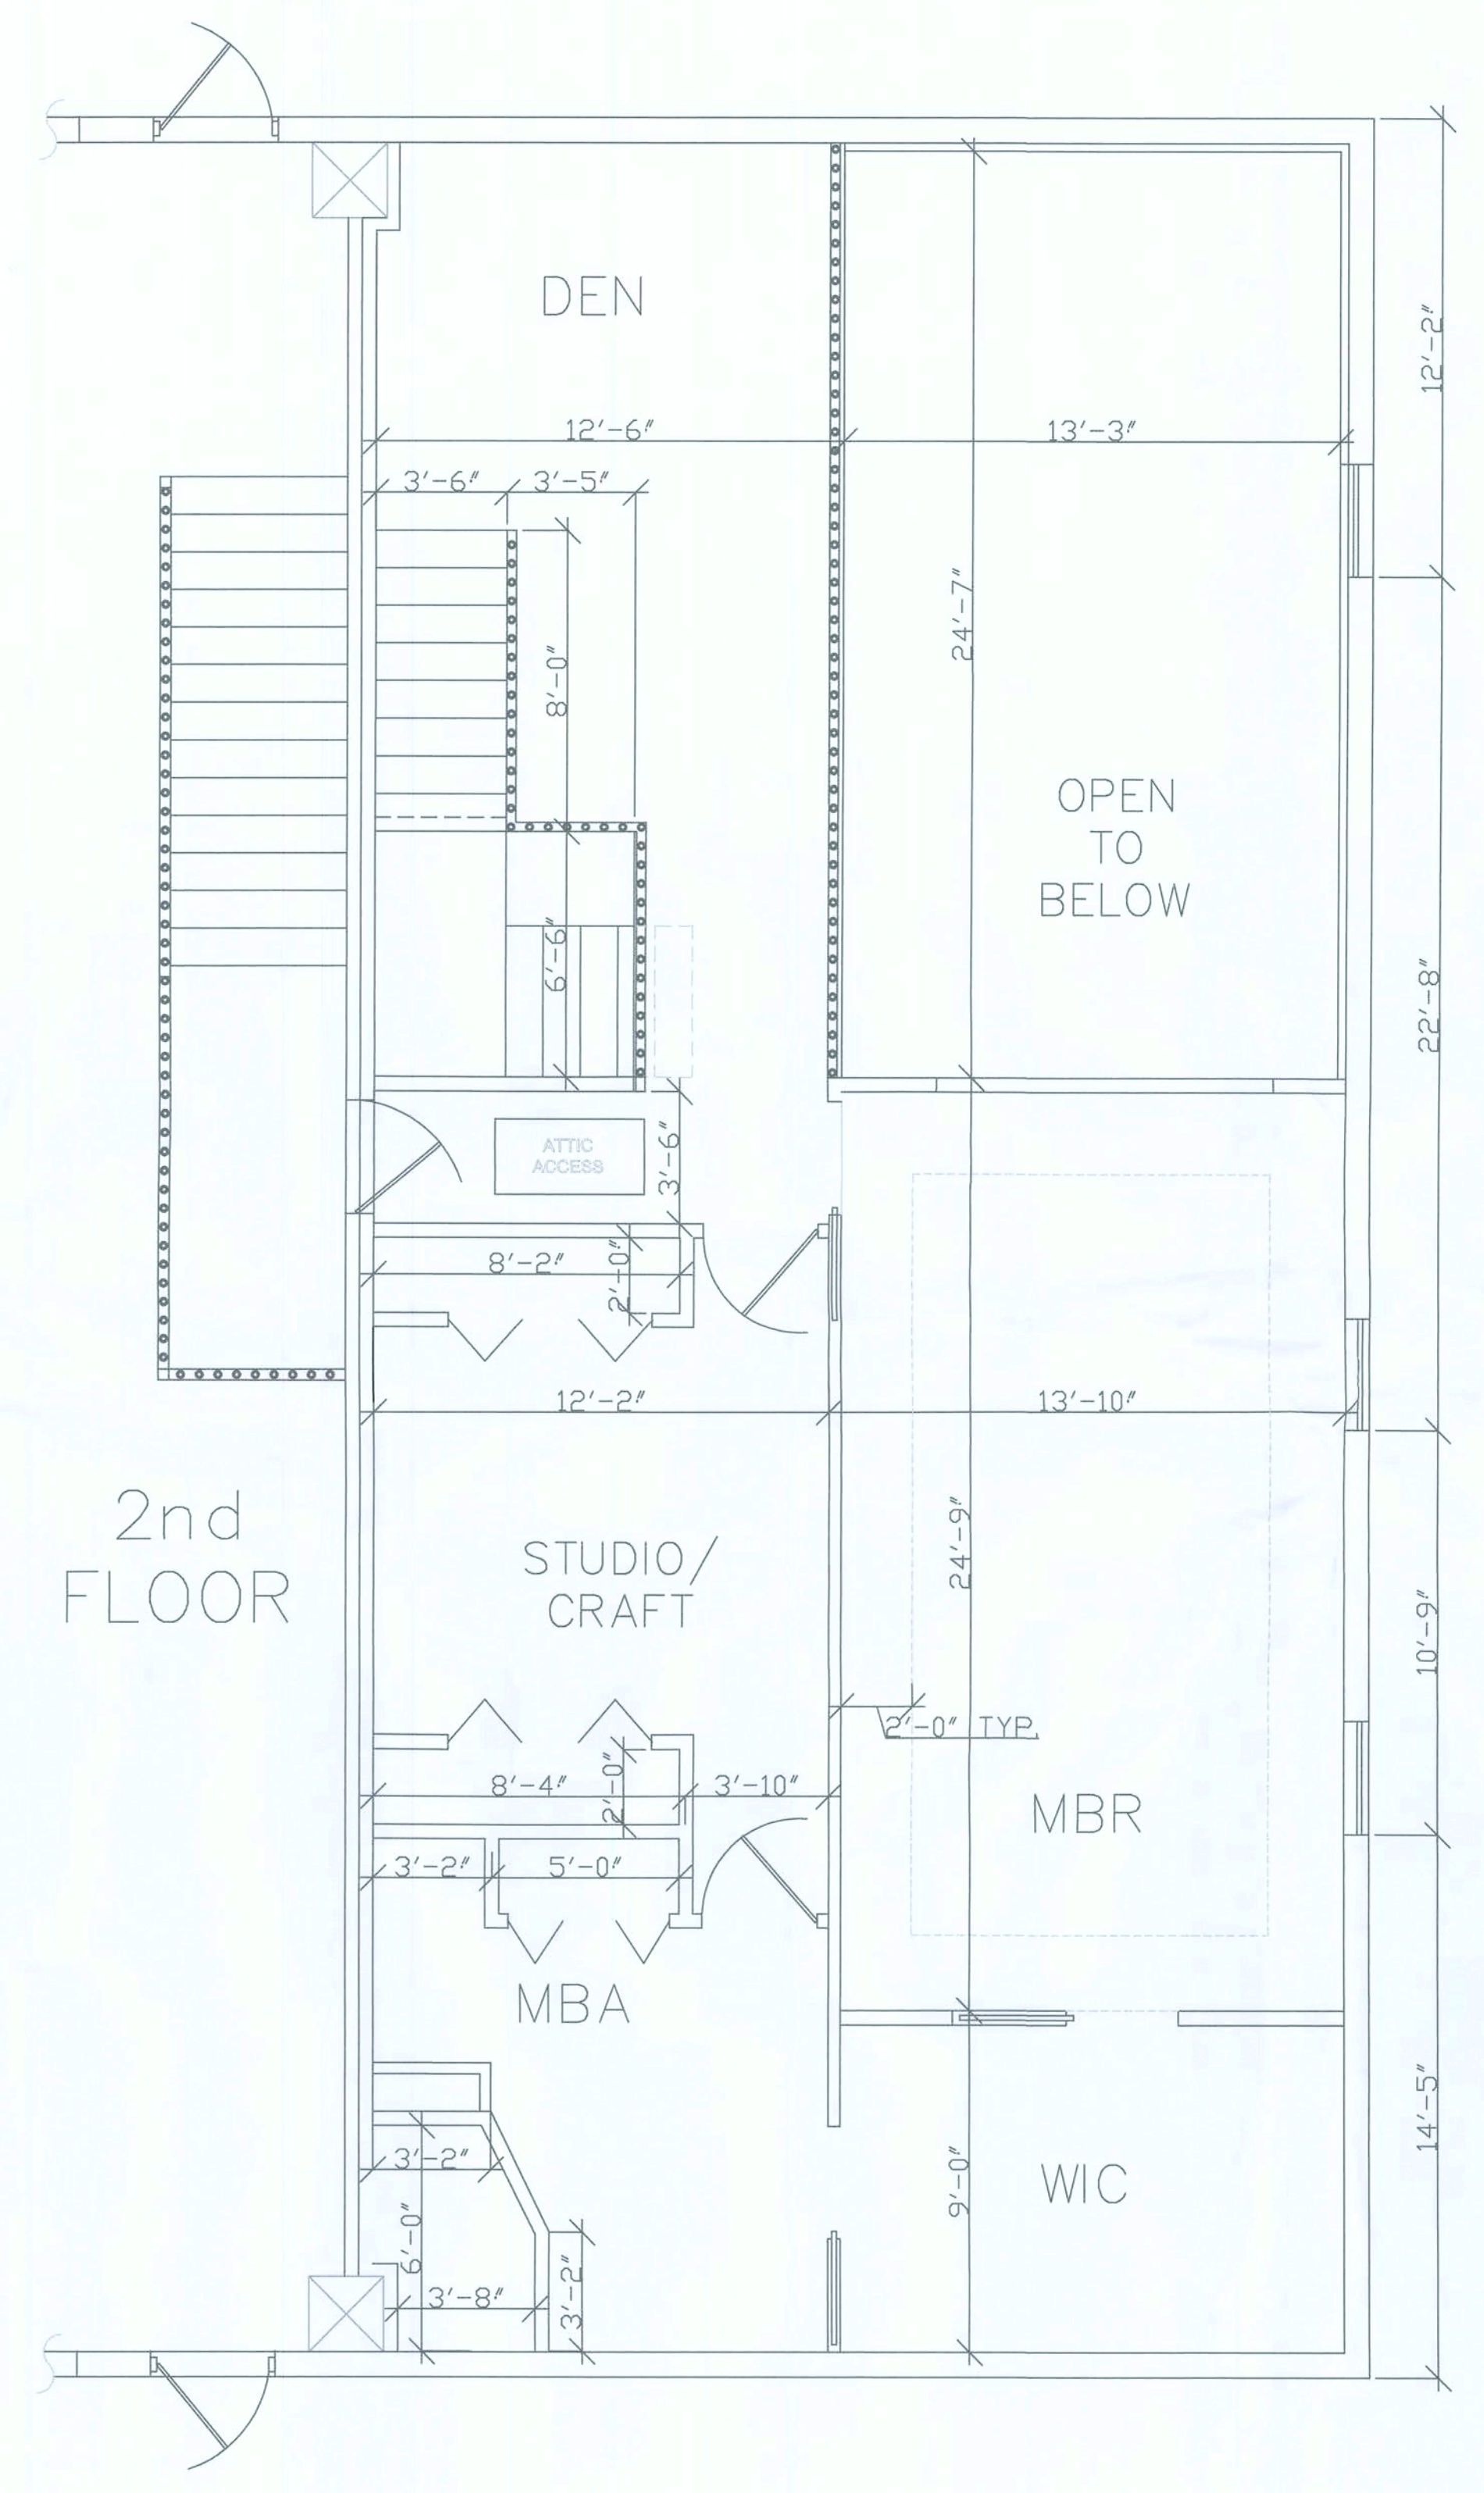 DEN
12'-2"
12'-6"
13'-3"
3'-6"
3'-5"
24'-7"
8'-0"
OPEN
TO
BELOW
6'-6"
22'-8"
ATTIC
ACCESS
3'-6"
8'-2"
2'-0"
12'-2"
13'-10"
2nd
FLOOR
STUDIO/
CRAFT
24'-9"
10'-9"
2'-0" TYP.
8'-4"
2'-0"
3'-10"
MBR
3'-2"
5'-0"
MBA
14'-5"
3'-2"
9'-0"
WIC
6'-0"
3'-8"
3'-2"